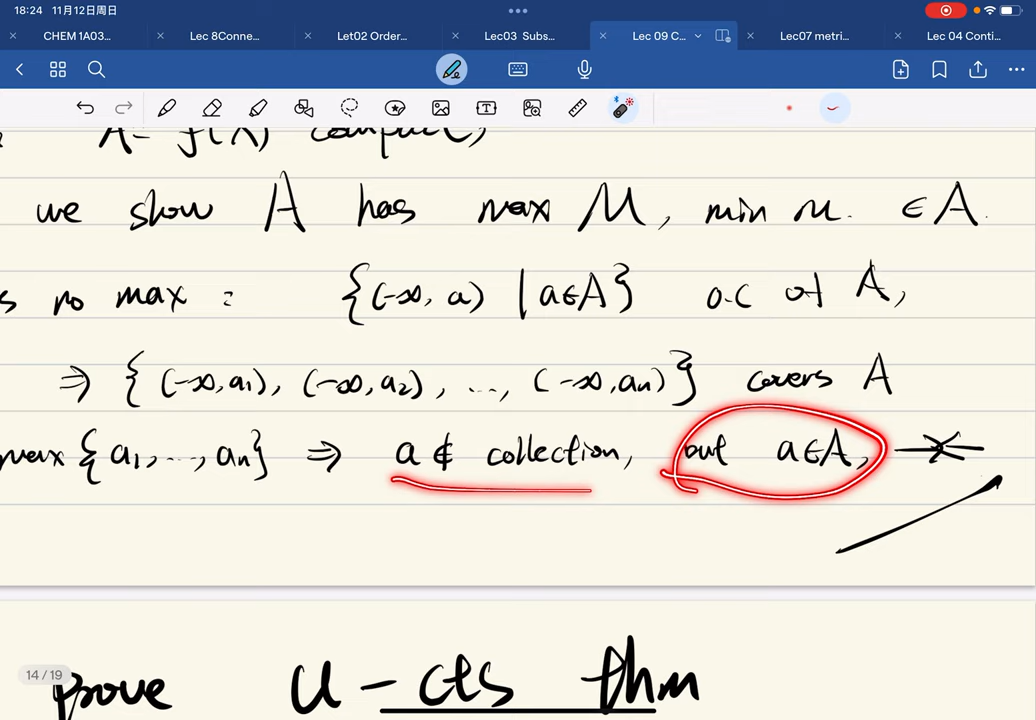 18:24 11月12日周日
CHEM 1A03... Lec 8Conne... Let02 Order... Lec03 Subs... Lec 09 C... Lec07 metri... Lec 04 Conti...
A = f(X) compact,
we show A has max M, min m. ∈ A.
s no max : {(-∞, a) | a∈A} o.c of A,
⇒ { (-∞, a1), (-∞, a2), ..., (-∞, an)} covers A
max {a1, ..., an} ⇒ a ∉ collection, but a∈A,
14 / 19
prove u-cts thm